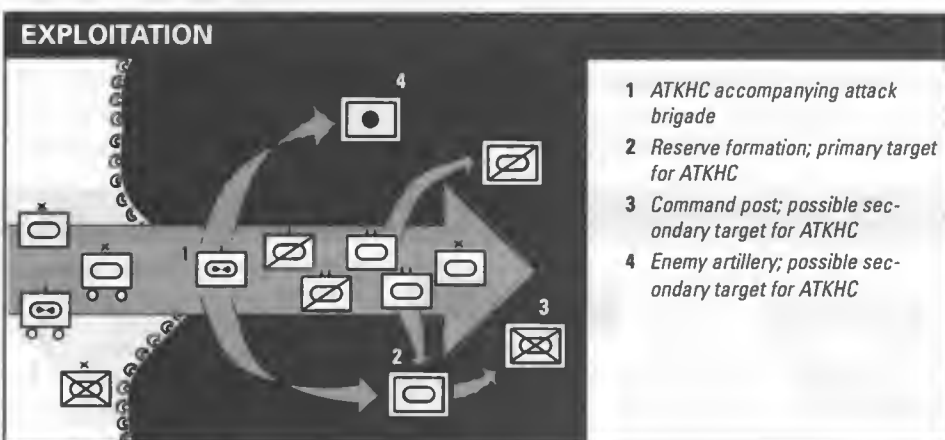 EXPLOITATION
4
1
2
3
1 ATKHC accompanying attack
brigade
2 Reserve formation; primary target
for ATKHC
3 Command post; possible sec-
ondary target for ATKHC
4 Enemy artillery; possible sec-
ondary target for ATKHC